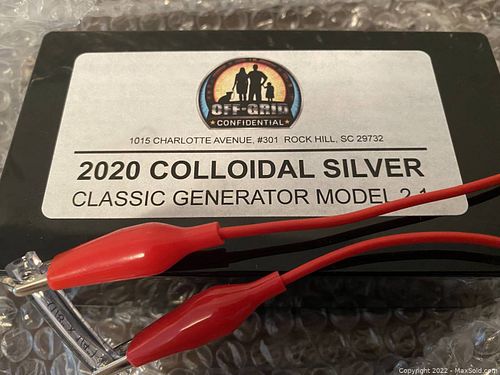 OFF-GRID
CONFIDENTIAL
1015 CHARLOTTE AVENUE, #301 ROCK HILL, SC 29732
2020 COLLOIDAL SILVER
CLASSIC GENERATOR MODEL 2.1
Copyright 2022 - MaxSold.com